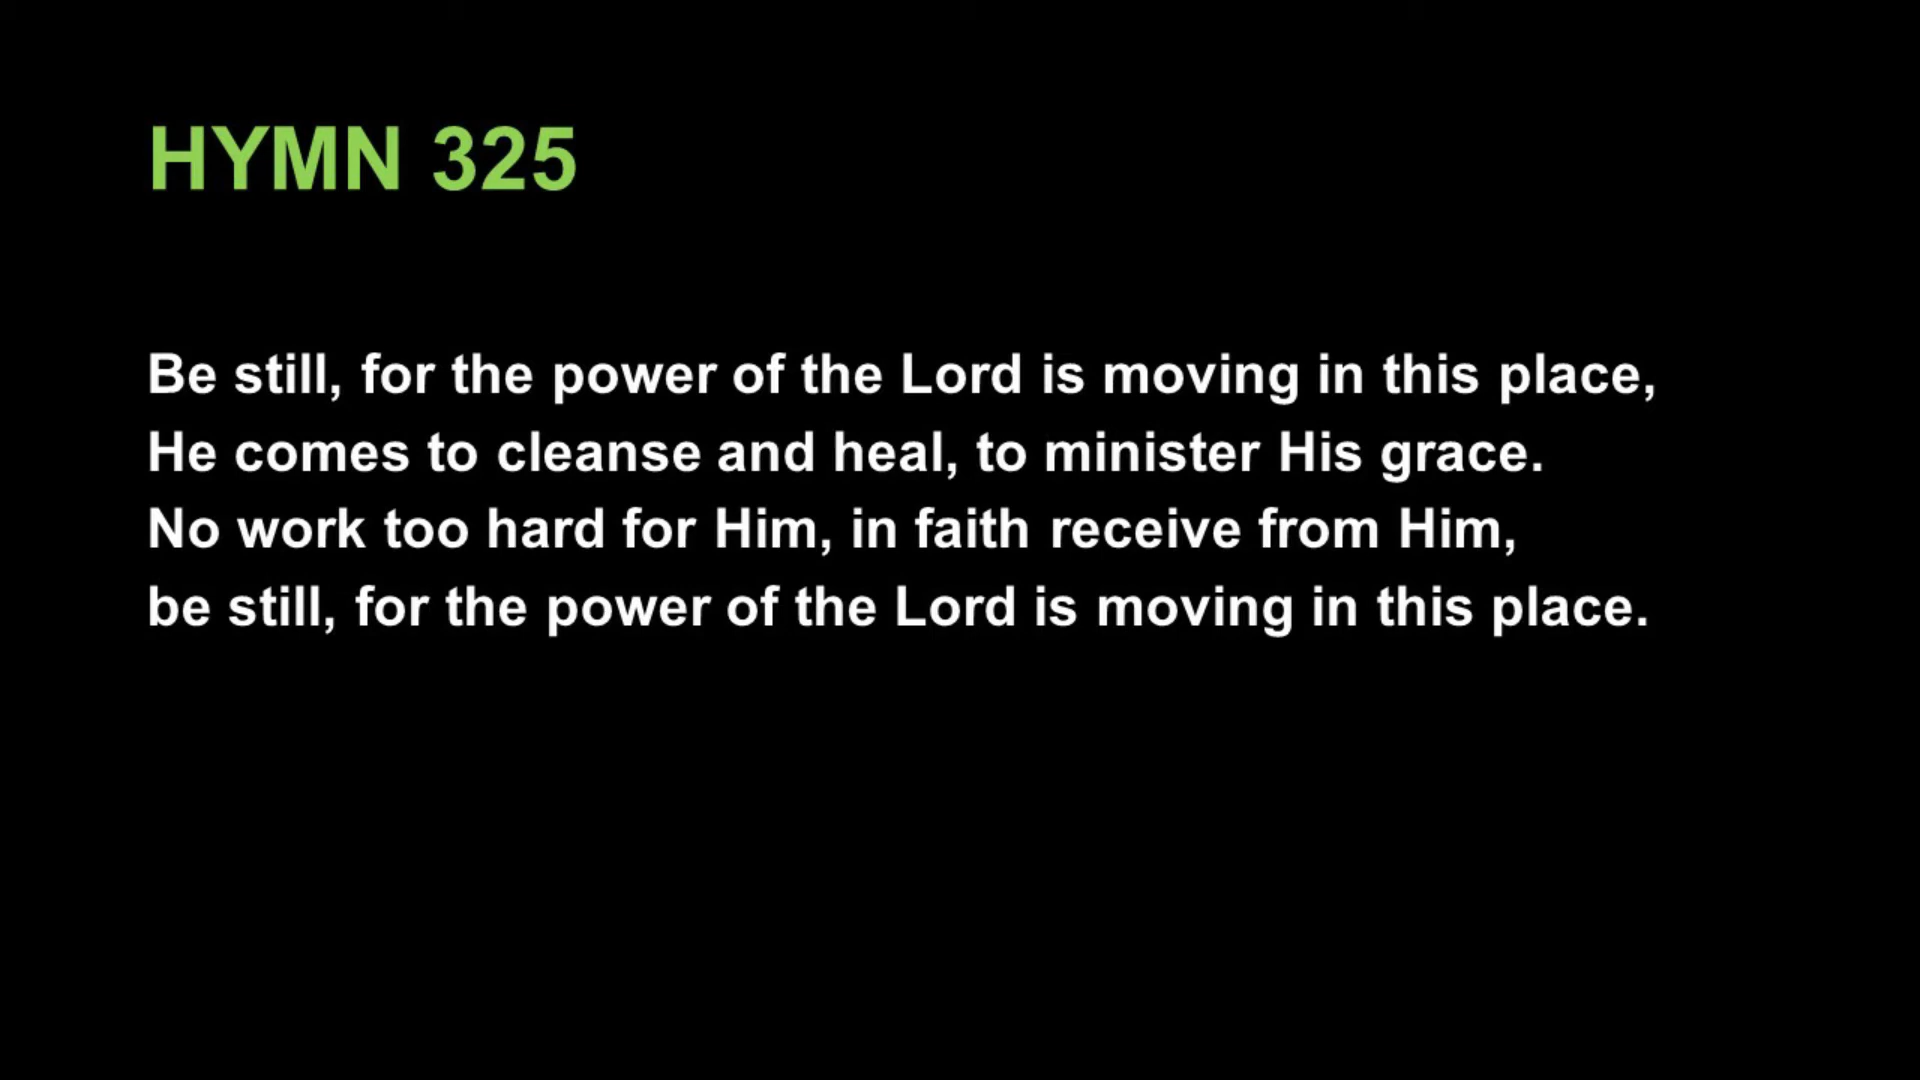 HYMN 325
Be still, for the power of the Lord is moving in this place,
He comes to cleanse and heal, to minister His grace.
No work too hard for Him, in faith receive from Him,
be still, for the power of the Lord is moving in this place.